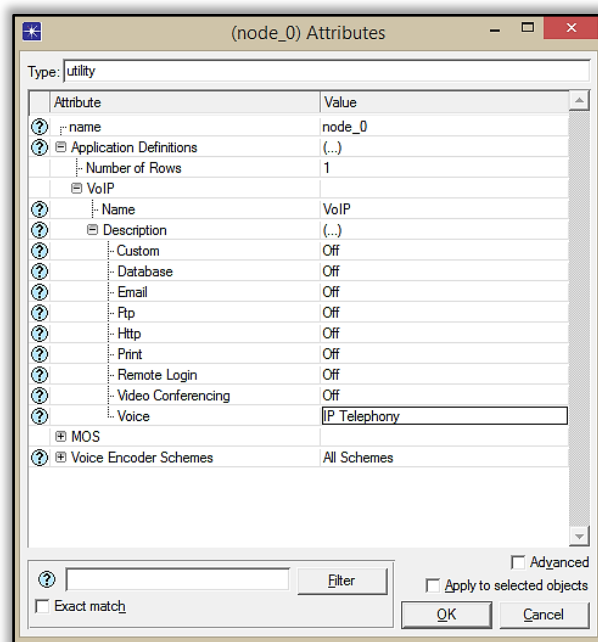 (node_0) Attributes
Type: utility
Attribute Value
name node_0
Application Definitions (...)
Number of Rows 1
VoIP
Name VoIP
Description (...)
Custom Off
Database Off
Email Off
Ftp Off
Http Off
Print Off
Remote Login Off
Video Conferencing Off
Voice IP Telephony
MOS
Voice Encoder Schemes All Schemes
Advanced
Filter
Apply to selected objects
Exact match
OK Cancel